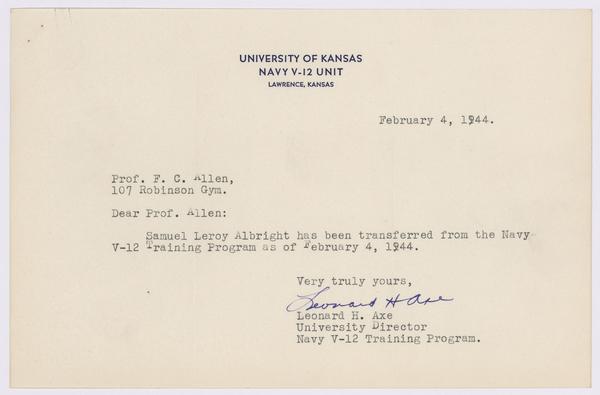 UNIVERSITY OF KANSAS
NAVY V-12 UNIT
LAWRENCE, KANSAS
February 4, 1944.
Prof. F. C. Allen,
107 Robinson Gym.
Dear Prof. Allen:
Samuel Leroy Albright has been transferred from the Navy
V-12 Training Program as of February 4, 1944.
Very truly yours,
Leonard H Axe
Leonard H. Axe
University Director
Navy V-12 Training Program.